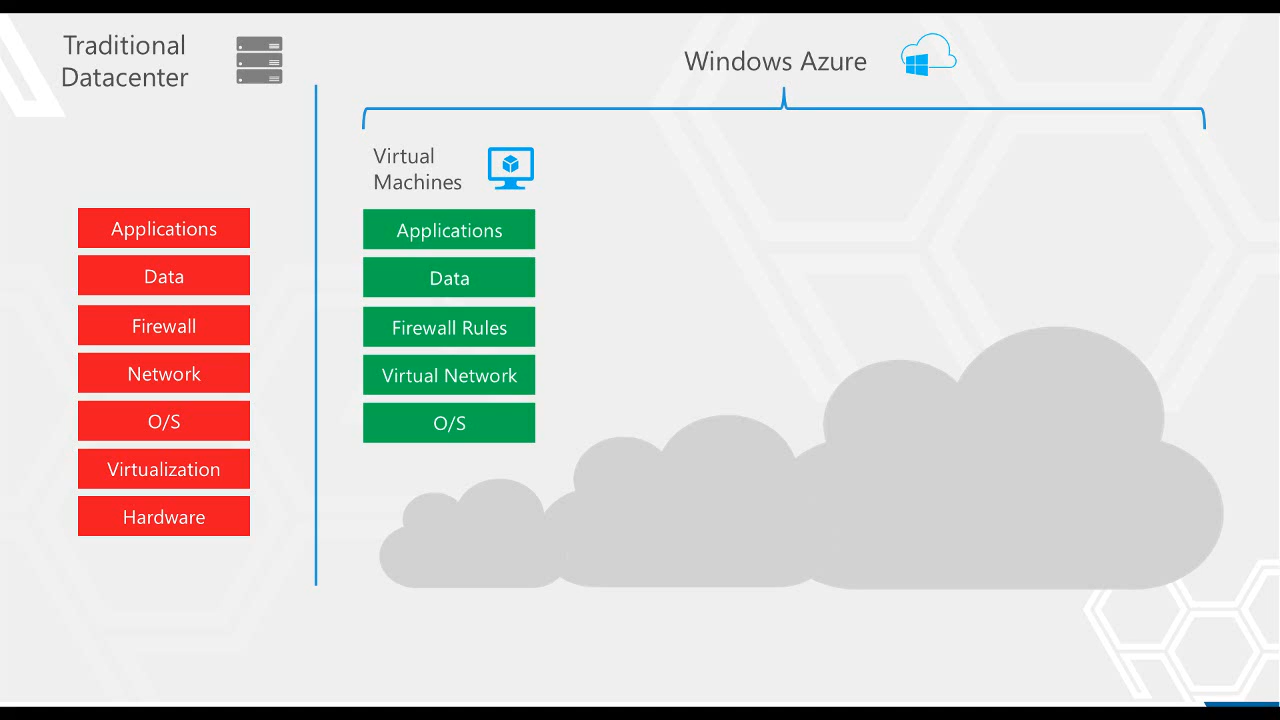 Traditional
Datacenter
Windows Azure
Virtual
Machines
Applications
Data
Firewall
Network
O/S
Virtualization
Hardware
Applications
Data
Firewall Rules
Virtual Network
O/S